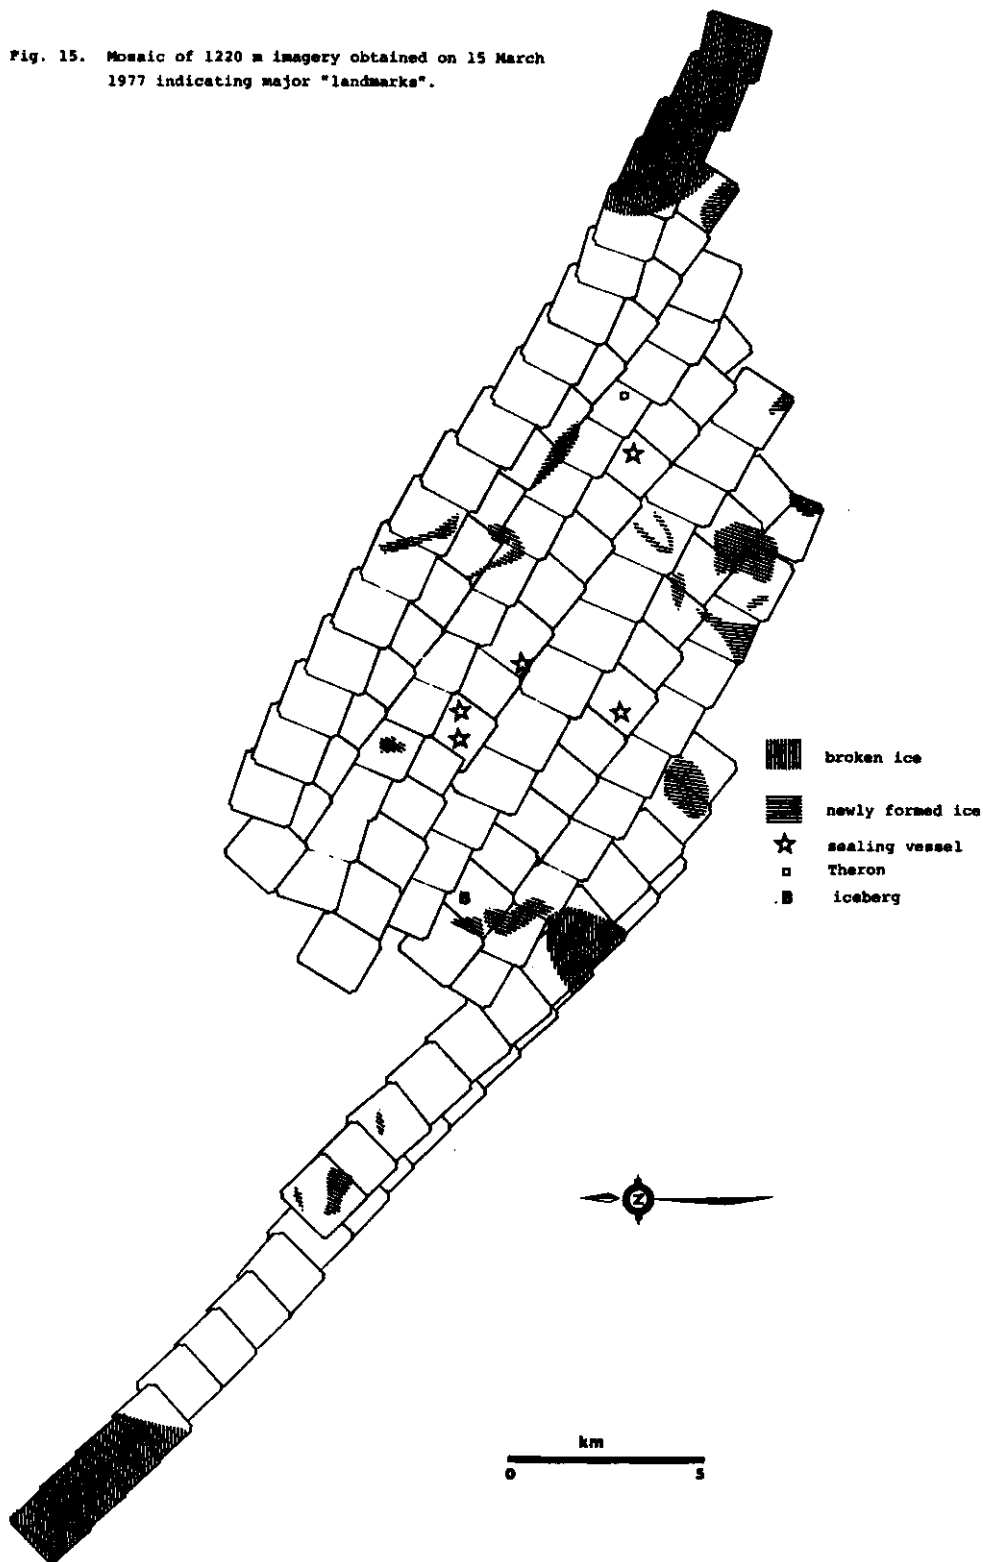 Fig. 15. Mosaic of 1220 m imagery obtained on 15 March
1977 indicating major "landmarks".
broken ice
newly formed ice
sealing vessel
Theron
iceberg
N
km
0 5